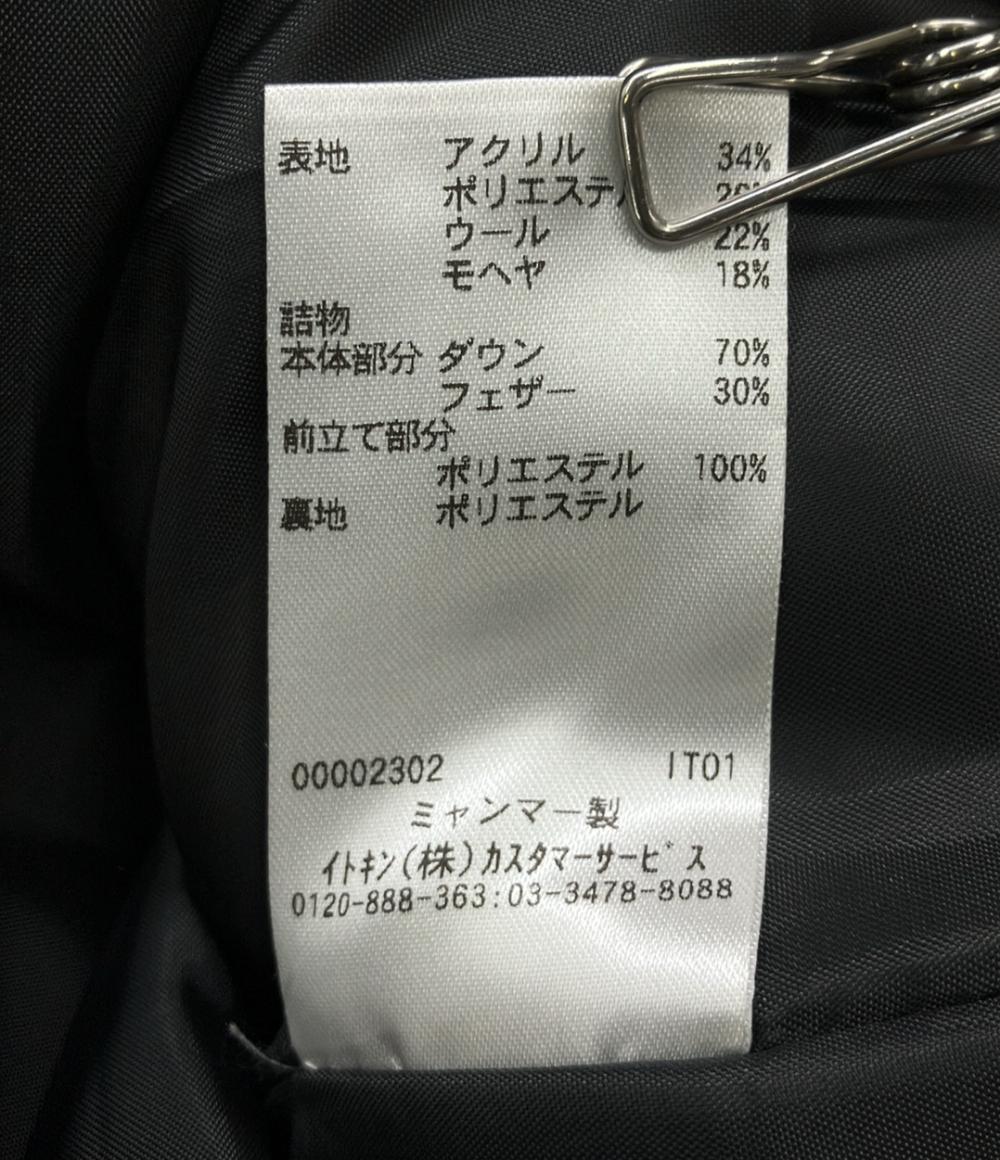 表地 アクリル 34%
ポリエステ
ウール 22%
モヘヤ 18%
詰物
本体部分 ダウン 70%
フェザー 30%
前立て部分
ポリエステル 100%
裏地 ポリエステル
00002302 IT01
ミャンマー製
イトキン(株)カスタマーサービス
0120-888-363:03-3478-8088